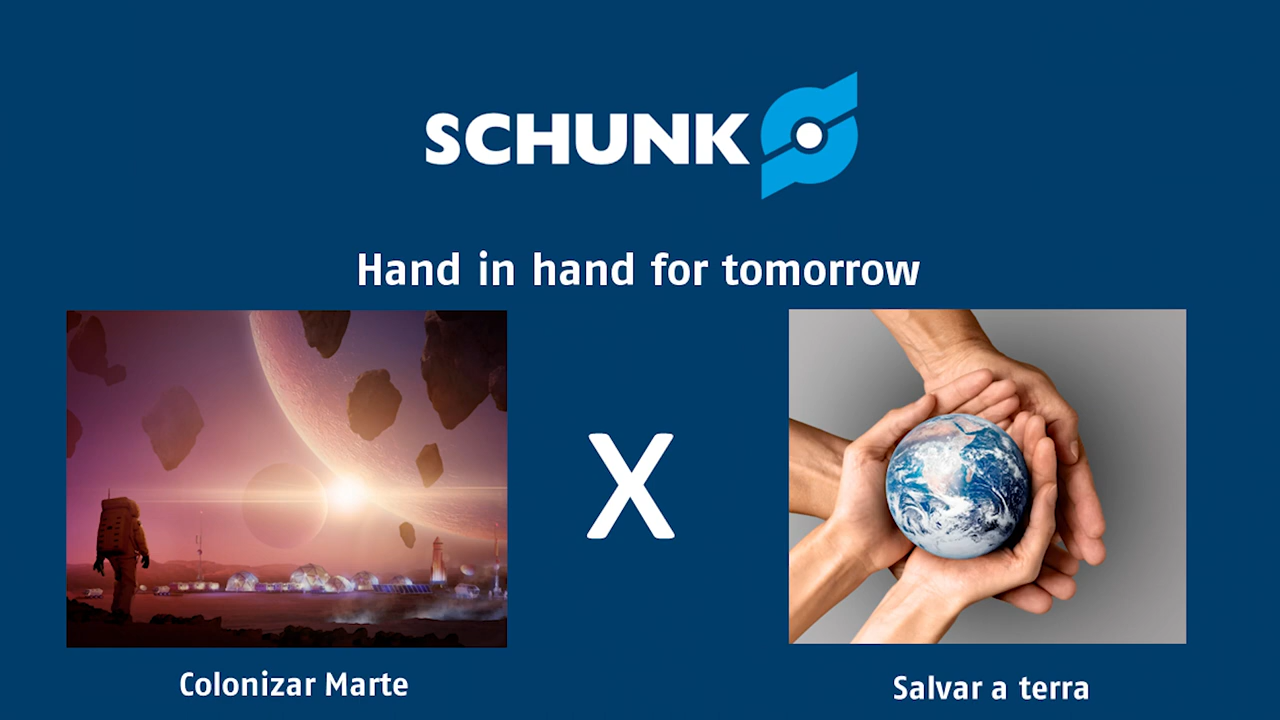 SCHUNK
Hand in hand for tomorrow
X
Colonizar Marte
Salvar a terra